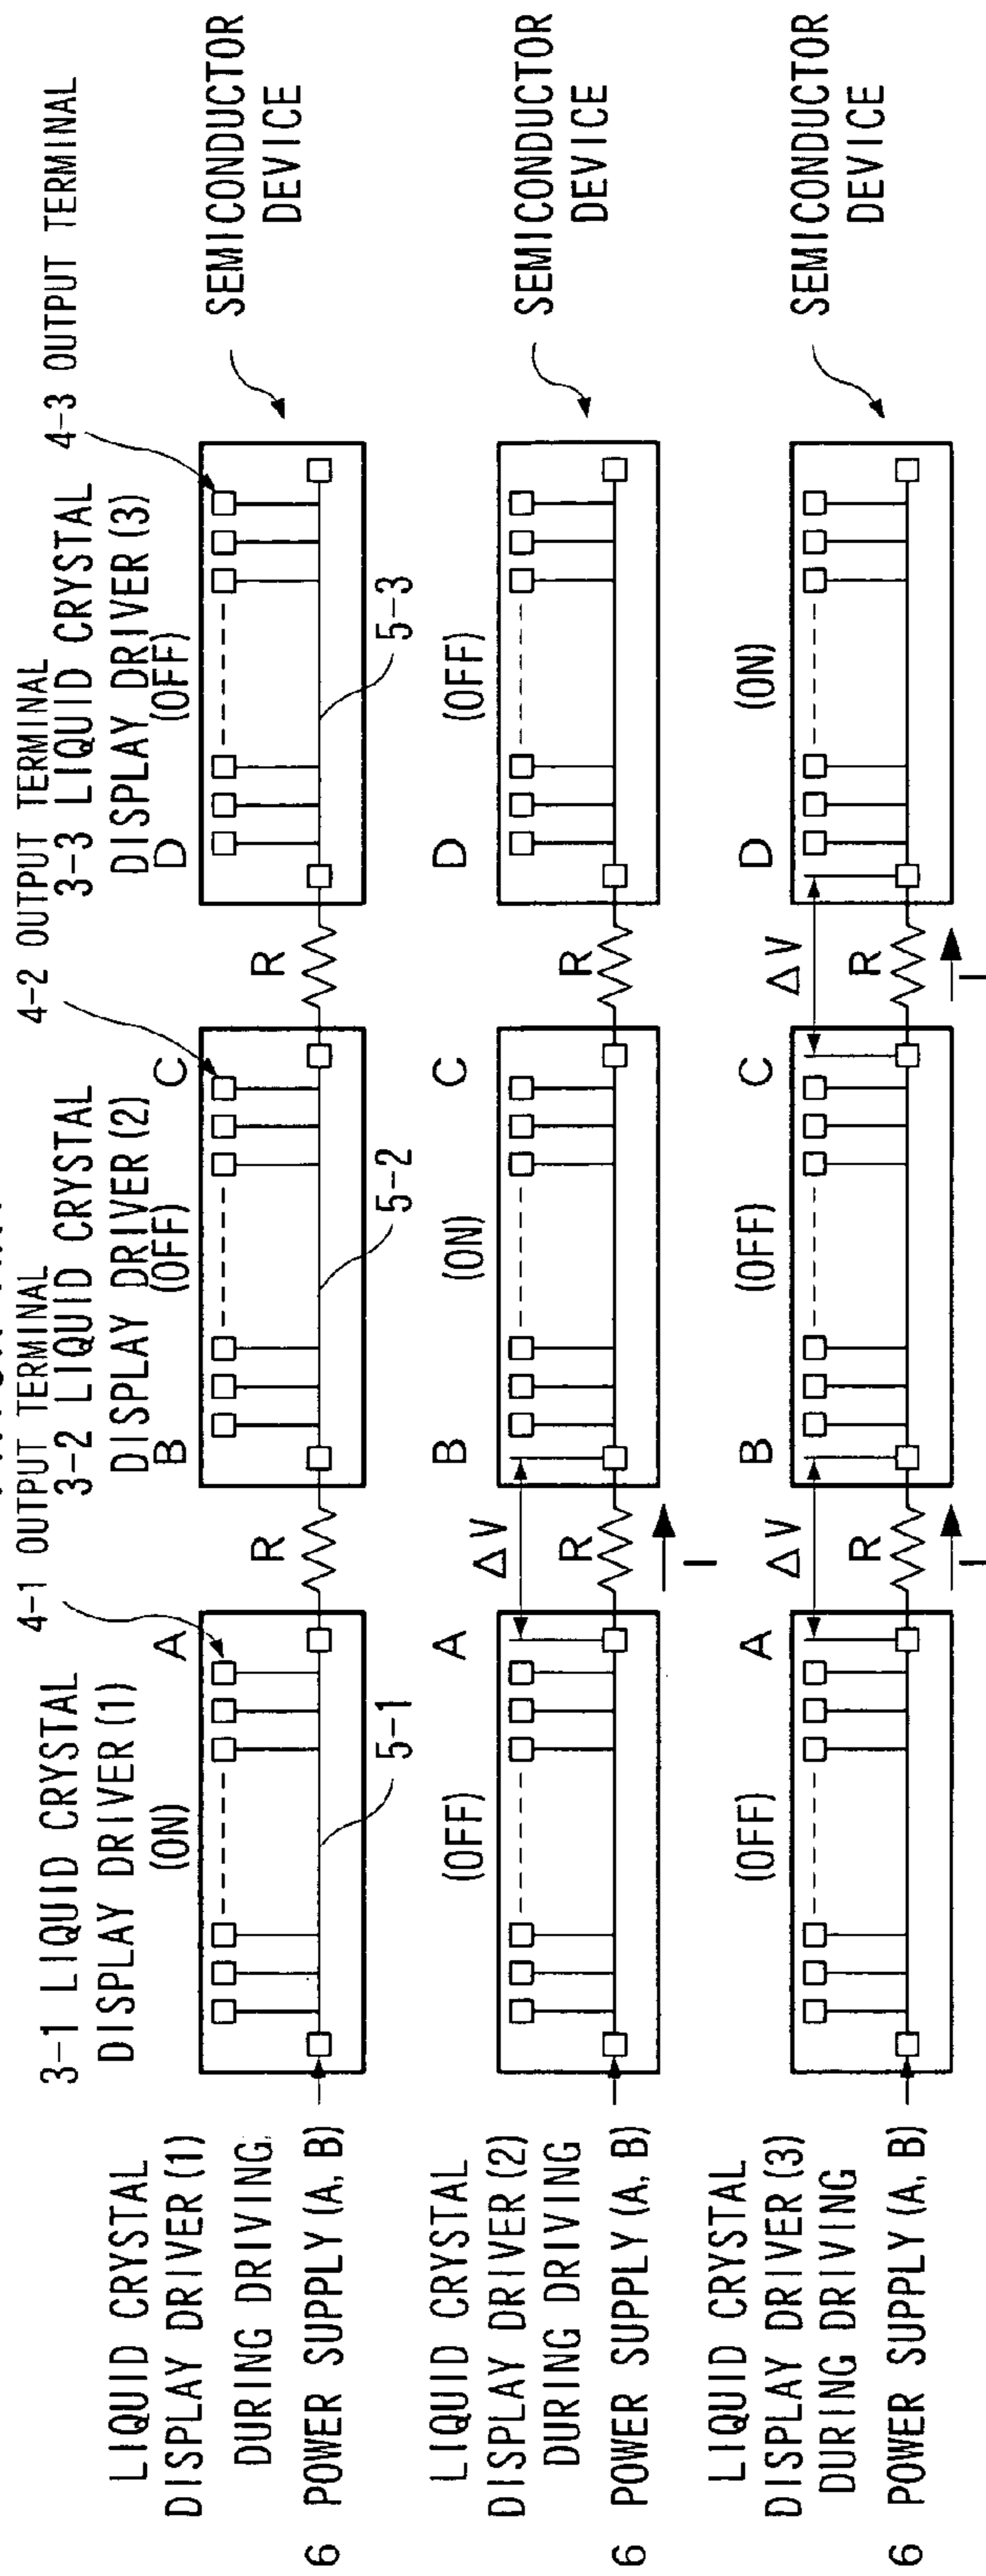 4-1 OUTPUT TERMINAL
4-2 OUTPUT TERMINAL
4-3 OUTPUT TERMINAL
3-1 LIQUID CRYSTAL
DISPLAY DRIVER(1)
(ON)
3-2 LIQUID CRYSTAL
DISPLAY DRIVER(2)
(OFF)
3-3 LIQUID CRYSTAL
DISPLAY DRIVER(3)
(OFF)
LIQUID CRYSTAL
DISPLAY DRIVER(1)
DURING DRIVING
6 POWER SUPPLY(A, B)
A
R
B
C
R
D
5-1
5-2
5-3
SEMICONDUCTOR
DEVICE
LIQUID CRYSTAL
DISPLAY DRIVER(2)
DURING DRIVING
6 POWER SUPPLY(A, B)
(OFF)
A
ΔV
R
I
B
(ON)
C
R
D
(OFF)
SEMICONDUCTOR
DEVICE
LIQUID CRYSTAL
DISPLAY DRIVER(3)
DURING DRIVING
6 POWER SUPPLY(A, B)
(OFF)
A
ΔV
R
I
B
(OFF)
C
ΔV
R
I
D
(ON)
SEMICONDUCTOR
DEVICE